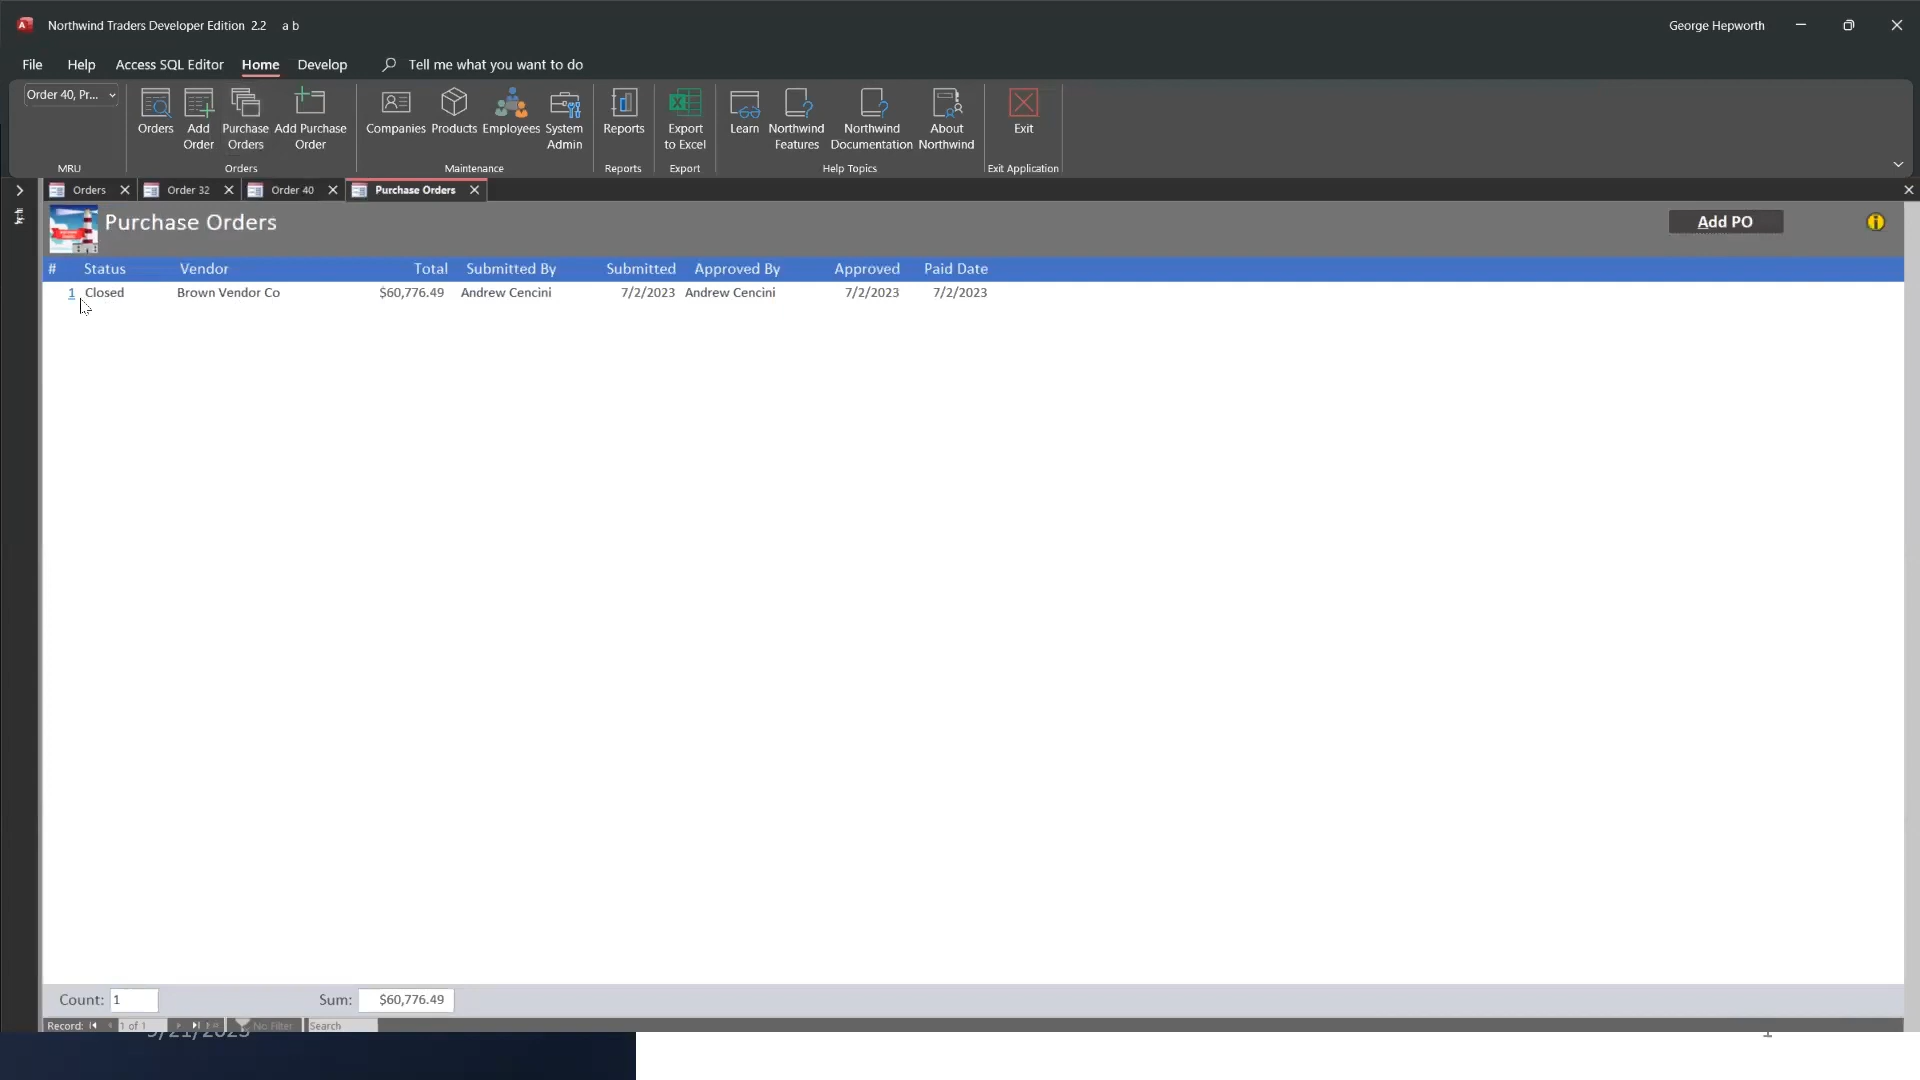 Northwind Traders Developer Edition 2.2 a b George Hepworth
File Help Access SQL Editor Home Develop Tell me what you want to do
Order 40, Pr...
Orders
Add Order
Purchase Orders
Add Purchase Order
Companies
Products
Employees
System Admin
Reports
Export to Excel
Learn
Northwind Features
Northwind Documentation
About Northwind
Exit
MRU Orders Maintenance Reports Export Help Topics Exit Application
Orders Order 32 Order 40 Purchase Orders
Purchase Orders Add PO
# Status Vendor Total Submitted By Submitted Approved By Approved Paid Date
1 Closed Brown Vendor Co $60,776.49 Andrew Cencini 7/2/2023 Andrew Cencini 7/2/2023 7/2/2023
Count: 1 Sum: $60,776.49
Record: 1 of 1 No Filter Search
9/21/2023 1